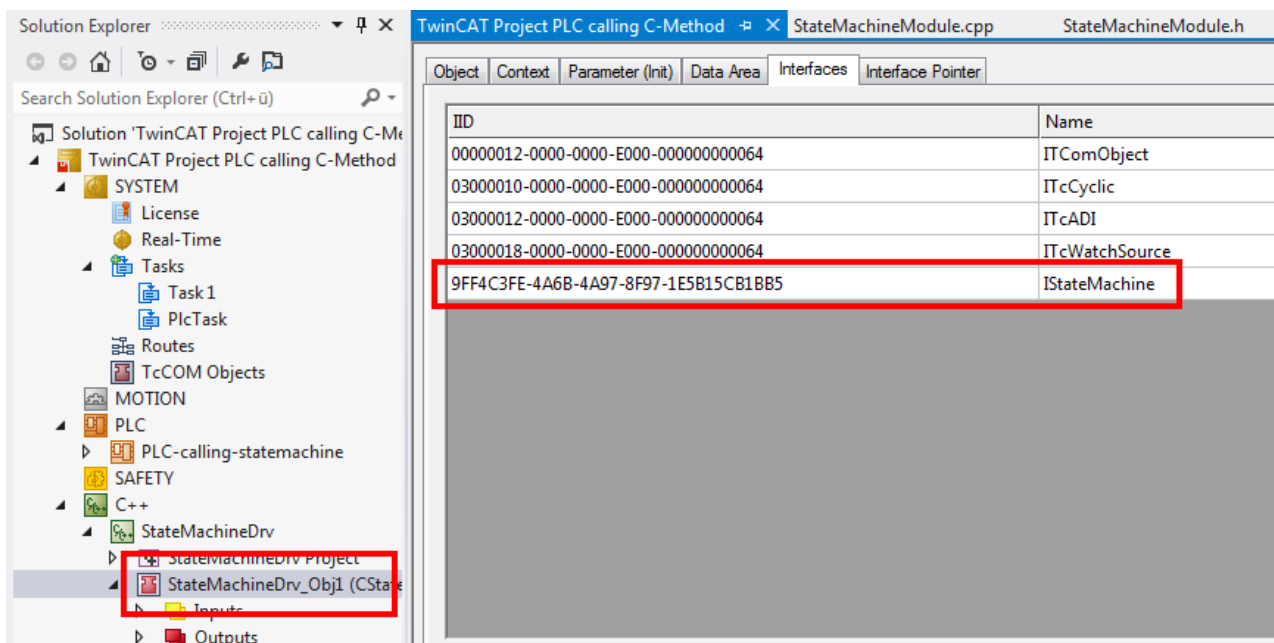 Solution Explorer
Search Solution Explorer (Ctrl+ü)
Solution 'TwinCAT Project PLC calling C-Me
TwinCAT Project PLC calling C-Method
SYSTEM
License
Real-Time
Tasks
Task 1
PlcTask
Routes
TcCOM Objects
MOTION
PLC
PLC-calling-statemachine
SAFETY
C++
StateMachineDrv
StateMachineDrv Project
StateMachineDrv_Obj1 (CState
Inputs
Outputs
TwinCAT Project PLC calling C-Method StateMachineModule.cpp StateMachineModule.h
Object Context Parameter (Init) Data Area Interfaces Interface Pointer
IID Name
00000012-0000-0000-E000-000000000064 ITComObject
03000010-0000-0000-E000-000000000064 ITcCyclic
03000012-0000-0000-E000-000000000064 ITcADI
03000018-0000-0000-E000-000000000064 ITcWatchSource
9FF4C3FE-4A6B-4A97-8F97-1E5B15CB1BB5 IStateMachine